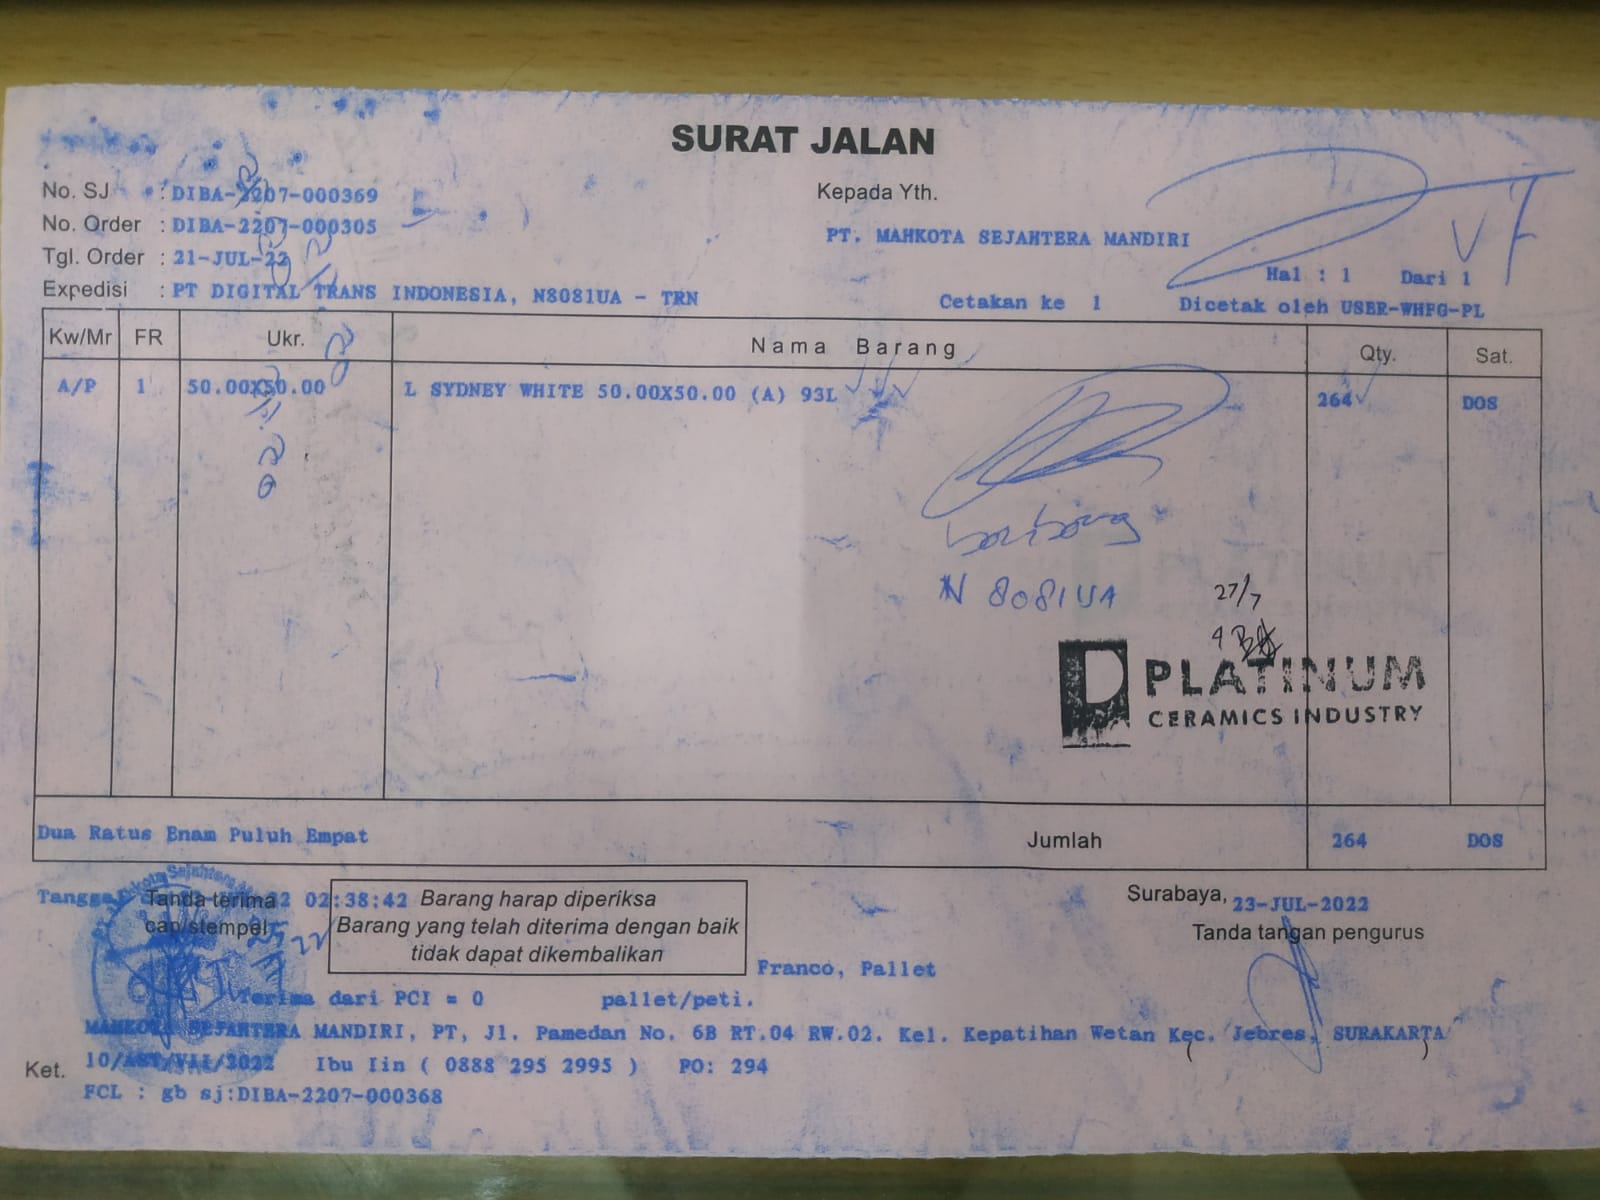 SURAT JALAN
No. SJ : DIBA-2207-000369
Kepada Yth.
No. Order : DIBA-2207-000305
PT. MAHKOTA SEJAHTERA MANDIRI
VF
Tgl. Order : 21-JUL-22
Hal : 1 Dari 1
Expedisi : PT DIGITAL TRANS INDONESIA, N8081UA - TRN
Cetakan ke 1 Dicetak oleh USER-WHFG-PL
Kw/Mr FR Ukr. Nama Barang Qty. Sat.
A/P 1 50.00X50.00 L SYDNEY WHITE 50.00X50.00 (A) 93L 264 DOS
N 8081UA
27/7
PLATINUM
CERAMICS INDUSTRY
Dua Ratus Enam Puluh Empat Jumlah 264 DOS
Tanda terima
02:38:42
cap/stempel
Barang harap diperiksa
Barang yang telah diterima dengan baik
tidak dapat dikembalikan
Surabaya, 23-JUL-2022
Tanda tangan pengurus
Franco, Pallet
Terima dari PCI = 0 pallet/peti.
MAHKOTA SEJAHTERA MANDIRI, PT, Jl. Pamedan No. 6B RT.04 RW.02. Kel. Kepatihan Wetan Kec. Jebres, SURAKARTA
( )
Ket. 10/AST/VII/2022 Ibu Iin ( 0888 295 2995 ) PO: 294
FCL : gb sj:DIBA-2207-000368